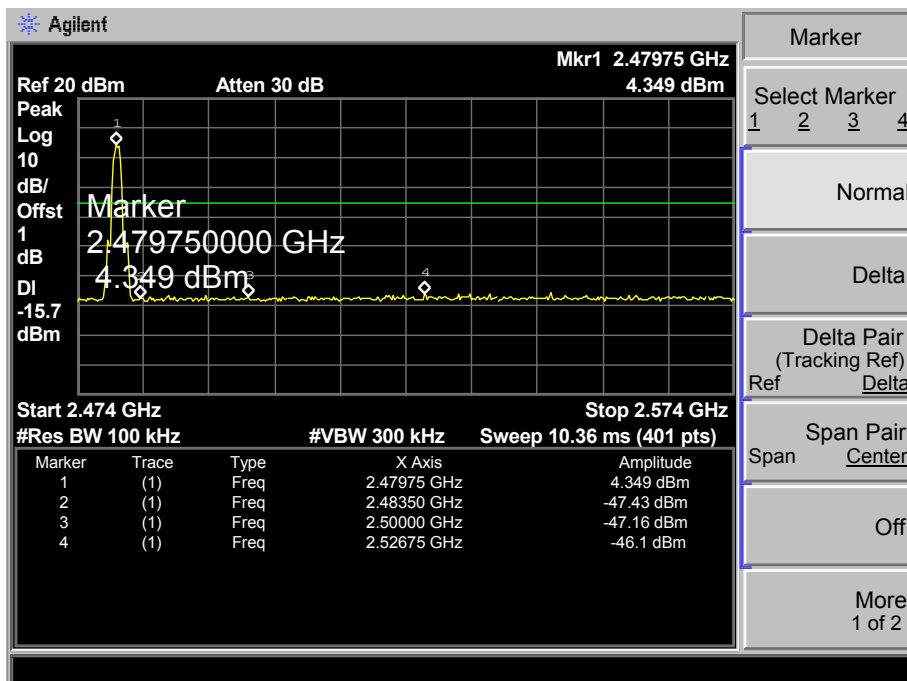 Agilent
Mkr1 2.47975 GHz
Ref 20 dBm Atten 30 dB 4.349 dBm
Peak
Log
10
dB/
Offst
1
dB
DI
-15.7
dBm
1
Marker
2.479750000 GHz
4.349 dBm
3
4
Start 2.474 GHz Stop 2.574 GHz
#Res BW 100 kHz #VBW 300 kHz Sweep 10.36 ms (401 pts)
Marker Trace Type X Axis Amplitude
1 (1) Freq 2.47975 GHz 4.349 dBm
2 (1) Freq 2.48350 GHz -47.43 dBm
3 (1) Freq 2.50000 GHz -47.16 dBm
4 (1) Freq 2.52675 GHz -46.1 dBm
Marker
Select Marker
1 2 3 4
Normal
Delta
Delta Pair
(Tracking Ref)
Ref Delta
Span Pair
Span Center
Off
More
1 of 2